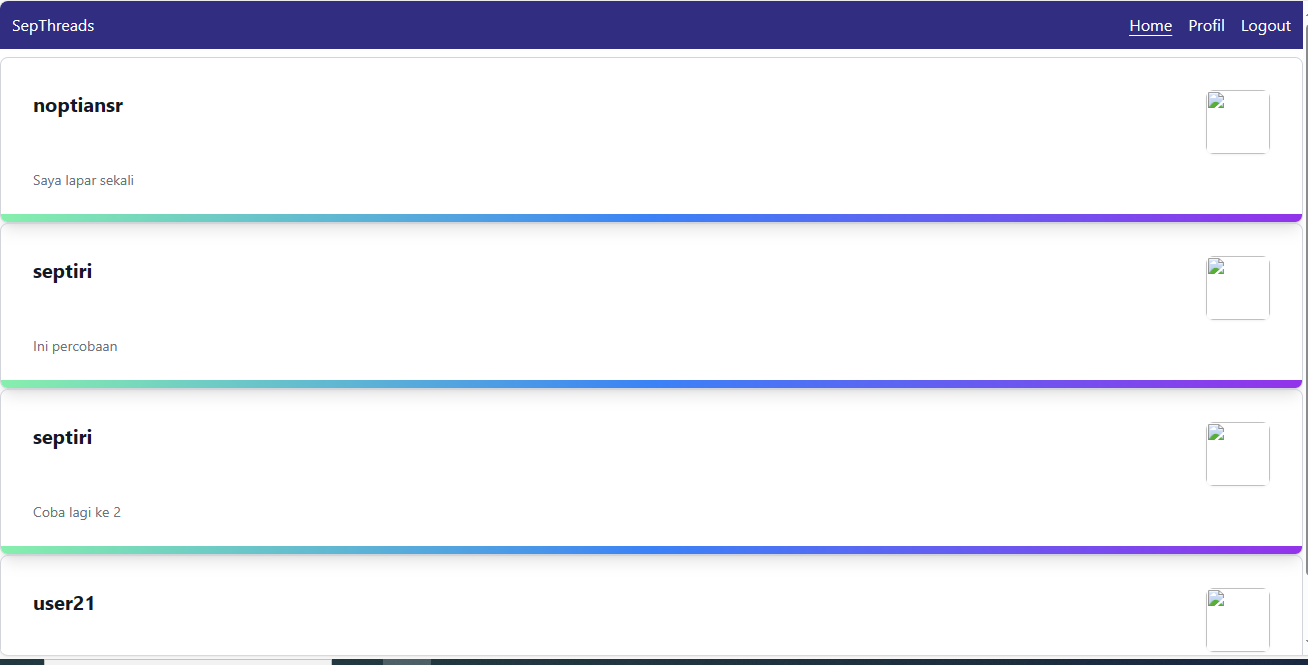 SepThreads
Home Profil Logout
noptiansr
Saya lapar sekali
septiri
Ini percobaan
septiri
Coba lagi ke 2
user21